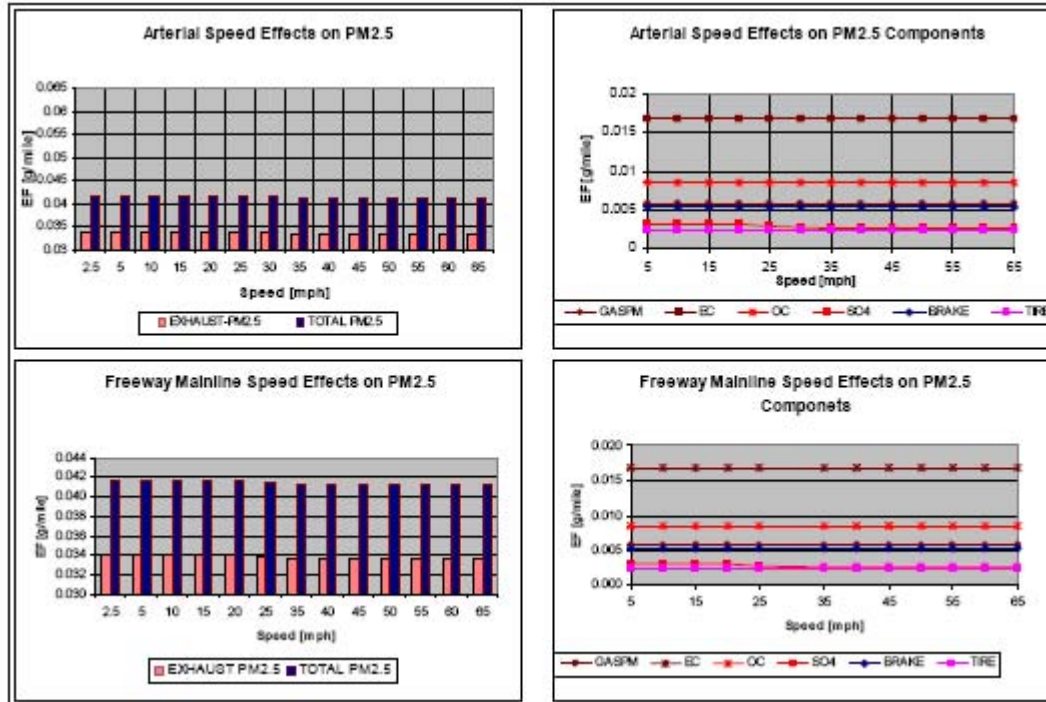 Arterial Speed Effects on PM2.5
0.065
0.06
0.055
0.05
0.045
0.04
0.035
0.03
EF [g/mile]
2.5 5 10 15 20 25 30 35 40 45 50 55 60 65
Speed [mph]
EXHAUST-PM2.5 TOTAL PM2.5
Arterial Speed Effects on PM2.5 Components
0.02
0.015
0.01
0.005
0
EF [g/mile]
5 15 25 35 45 55 65
Speed [mph]
GASPM EC OC SO4 BRAKE TIRE
Freeway Mainline Speed Effects on PM2.5
0.044
0.042
0.040
0.038
0.036
0.034
0.032
0.030
EF [g/mile]
2.5 5 10 15 20 25 35 40 45 50 55 60 65
Speed [mph]
EXHAUST PM2.5 TOTAL PM2.5
Freeway Mainline Speed Effects on PM2.5
Componets
0.020
0.015
0.010
0.005
0.000
EF [g/mile]
5 15 25 35 45 55 65
Speed [mph]
GASPM EC OC SO4 BRAKE TIRE